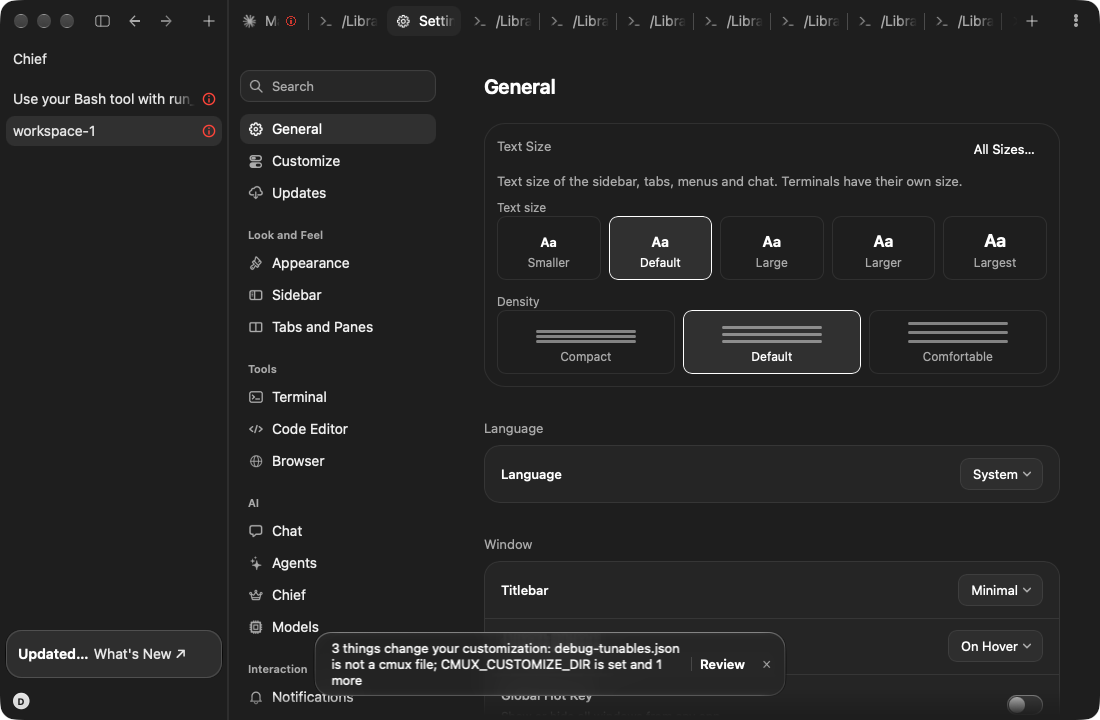 M
/Libra
Settin
/Libra
/Libra
/Libra
/Libra
/Libra
/Libra
/Libra
Chief
Use your Bash tool with run_
workspace-1
Search
General
Customize
Updates
Look and Feel
Appearance
Sidebar
Tabs and Panes
Tools
Terminal
Code Editor
Browser
AI
Chat
Agents
Chief
Models
Interaction
Notifications
General
Text Size
All Sizes...
Text size of the sidebar, tabs, menus and chat. Terminals have their own size.
Text size
Aa Aa Aa Aa Aa
Smaller Default Large Larger Largest
Density
Compact Default Comfortable
Language
Language System
Window
Titlebar Minimal
On Hover
Global Hot Key
3 things change your customization: debug-tunables.json
is not a cmux file; CMUX_CUSTOMIZE_DIR is set and 1
more
Review
Updated... What's New
D